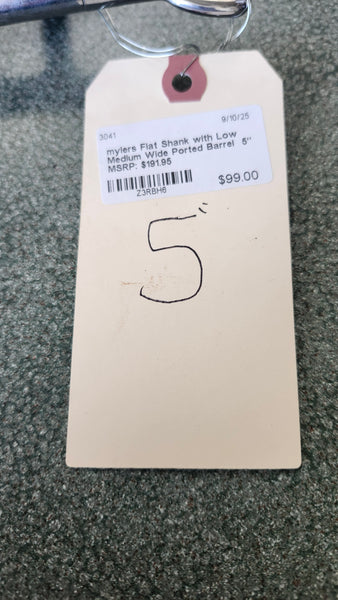 3041 9/10/25
mylers Flat Shank with Low
Medium Wide Ported Barrel 5"
MSRP: $191.95
Z3RBH6 $99.00
5"